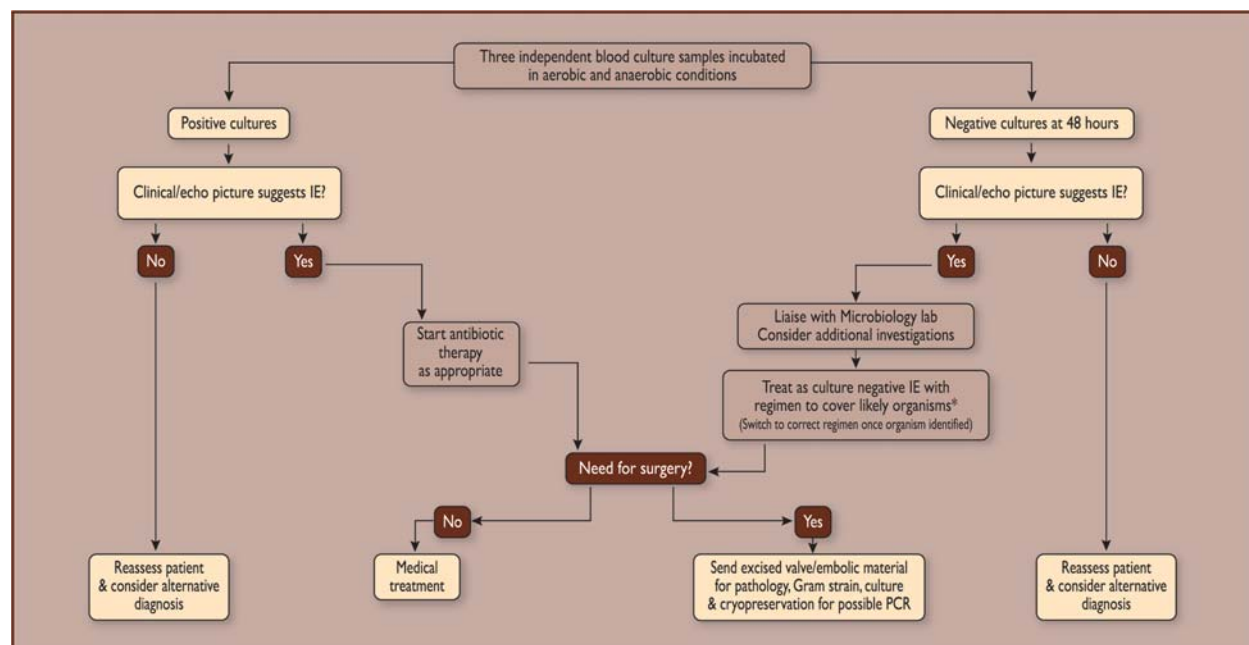 Three independent blood culture samples incubated
in aerobic and anaerobic conditions
Positive cultures
Negative cultures at 48 hours
Clinical/echo picture suggests IE?
Clinical/echo picture suggests IE?
No
Yes
Yes
No
Start antibiotic
therapy
as appropriate
Liaise with Microbiology lab
Consider additional investigations
Treat as culture negative IE with
regimen to cover likely organisms*
(Switch to correct regimen once organism identified)
Need for surgery?
No
Yes
Reassess patient
& consider alternative
diagnosis
Medical
treatment
Send excised valve/embolic material
for pathology, Gram strain, culture
& cryopreservation for possible PCR
Reassess patient
& consider alternative
diagnosis